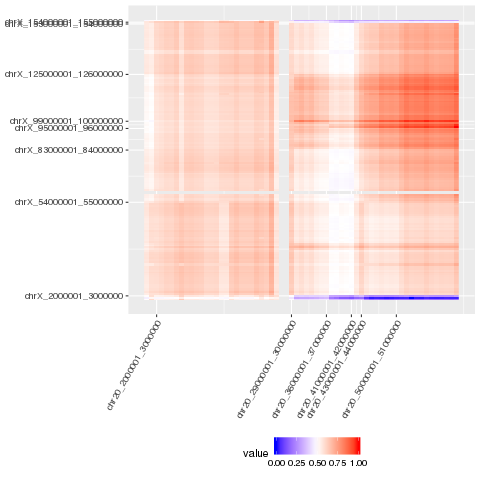 chrX_154000001_155000000
chrX_125000001_126000000
chrX_99000001_100000000
chrX_95000001_96000000
chrX_83000001_84000000
chrX_54000001_55000000
chrX_2000001_3000000
chr20_2000001_3000000
chr20_29000001_30000000
chr20_36000001_37000000
chr20_41000001_42000000
chr20_43000001_44000000
chr20_50000001_51000000
value
0.00 0.25 0.50 0.75 1.00